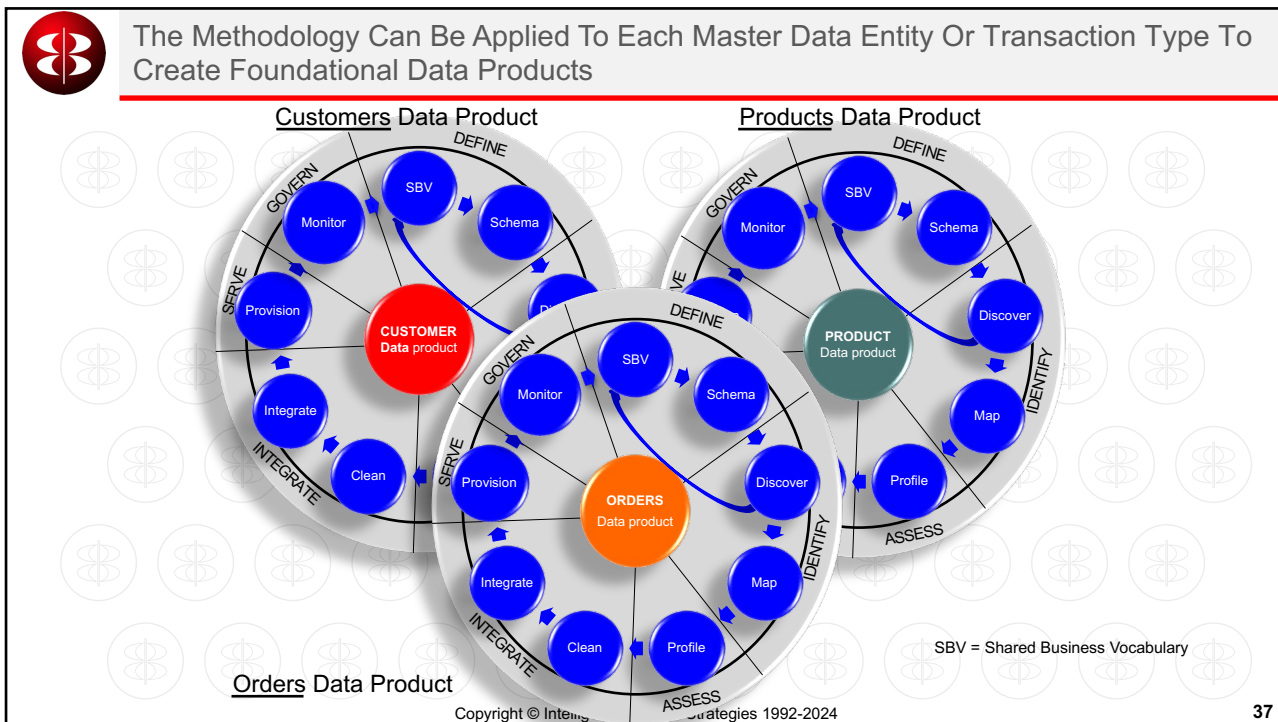 The Methodology Can Be Applied To Each Master Data Entity Or Transaction Type To
Create Foundational Data Products
Customers Data Product
Products Data Product
DEFINE
GOVERN
SERVE
INTEGRATE
SBV
Schema
Monitor
Provision
Integrate
Clean
CUSTOMER
Data product
DEFINE
GOVERN
IDENTIFY
ASSESS
SBV
Schema
Monitor
Discover
Map
Profile
PRODUCT
Data product
DEFINE
GOVERN
SERVE
INTEGRATE
ASSESS
IDENTIFY
SBV
Schema
Discover
Map
Profile
Clean
Integrate
Provision
Monitor
ORDERS
Data product
SBV = Shared Business Vocabulary
Orders Data Product
Copyright © 1992-2024
37